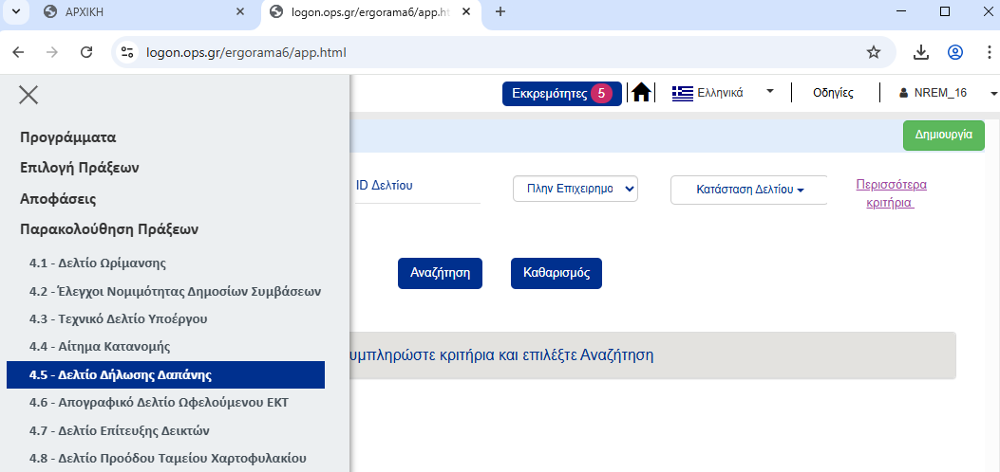 ΑΡΧΙΚΗ
logon.ops.gr/ergorama6/app.ht
logon.ops.gr/ergorama6/app.html
Εκκρεμότητες 5
Ελληνικά
Οδηγίες
NREM_16
Δημιουργία
Προγράμματα
Επιλογή Πράξεων
Αποφάσεις
Παρακολούθηση Πράξεων
4.1 - Δελτίο Ωρίμανσης
4.2 - Έλεγχοι Νομιμότητας Δημοσίων Συμβάσεων
4.3 - Τεχνικό Δελτίο Υποέργου
4.4 - Αίτημα Κατανομής
4.5 - Δελτίο Δήλωσης Δαπάνης
4.6 - Απογραφικό Δελτίο Ωφελούμενου ΕΚΤ
4.7 - Δελτίο Επίτευξης Δεικτών
4.8 - Δελτίο Προόδου Ταμείου Χαρτοφυλακίου
ID Δελτίου
Πλην Επιχειρημο
Κατάσταση Δελτίου
Περισσότερα
κριτήρια
Αναζήτηση
Καθαρισμός
υμπληρώστε κριτήρια και επιλέξτε Αναζήτηση